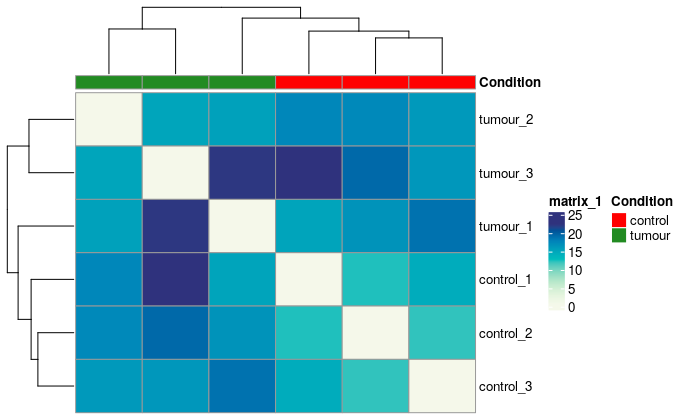 Condition
tumour_2
tumour_3
tumour_1
control_1
control_2
control_3
matrix_1
25
20
15
10
5
0
Condition
control
tumour